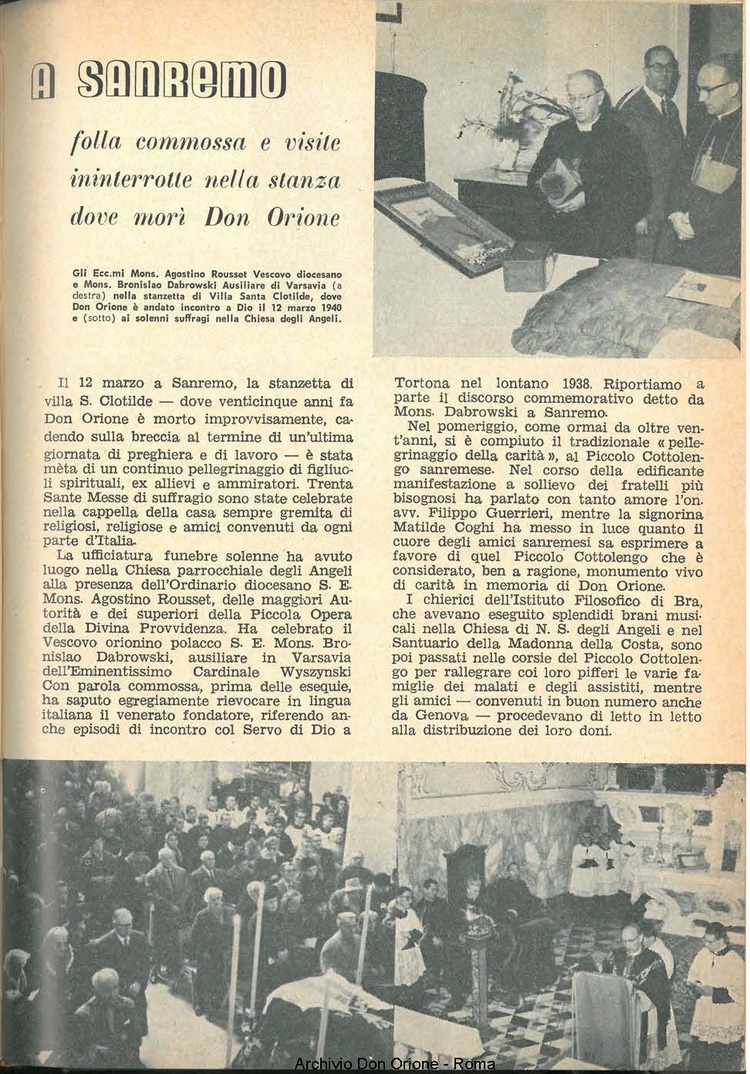 A SANREMO
folla commossa e visite
ininterrotte nella stanza
dove morì Don Orione
Gli Ecc.mi Mons. Agostino Rousset Vescovo diocesano
e Mons. Bronislao Dabrowski Ausiliare di Varsavia (a
destra) nella stanzetta di Villa Santa Clotilde, dove
Don Orione è andato incontro a Dio il 12 marzo 1940
e (sotto) ai solenni suffragi nella Chiesa degli Angeli.
Il 12 marzo a Sanremo, la stanzetta di
villa S. Clotilde — dove venticinque anni fa
Don Orione è morto improvvisamente, ca-
dendo sulla breccia al termine di un'ultima
giornata di preghiera e di lavoro — è stata
mèta di un continuo pellegrinaggio di figliuo-
li spirituali, ex allievi e ammiratori. Trenta
Sante Messe di suffragio sono state celebrate
nella cappella della casa sempre gremita di
religiosi, religiose e amici convenuti da ogni
parte d'Italia.
La ufficiatura funebre solenne ha avuto
luogo nella Chiesa parrocchiale degli Angeli
alla presenza dell'Ordinario diocesano S. E.
Mons. Agostino Rousset, delle maggiori Au-
torità e dei superiori della Piccola Opera
della Divina Provvidenza. Ha celebrato il
Vescovo orionino polacco S. E. Mons. Bro-
nislao Dabrowski, ausiliare in Varsavia
dell'Eminentissimo Cardinale Wyszynski
Con parola commossa, prima delle esequie,
ha saputo egregiamente rievocare in lingua
italiana il venerato fondatore, riferendo an-
che episodi di incontro col Servo di Dio a
Tortona nel lontano 1938. Riportiamo a
parte il discorso commemorativo detto da
Mons. Dabrowski a Sanremo.
Nel pomeriggio, come ormai da oltre ven-
t'anni, si è compiuto il tradizionale « pelle-
grinaggio della carità », al Piccolo Cottolen-
go sanremese. Nel corso della edificante
manifestazione a sollievo dei fratelli più
bisognosi ha parlato con tanto amore l'on.
avv. Filippo Guerrieri, mentre la signorina
Matilde Coghi ha messo in luce quanto il
cuore degli amici sanremesi sa esprimere a
favore di quel Piccolo Cottolengo che è
considerato, ben a ragione, monumento vivo
di carità in memoria di Don Orione.
I chierici dell'Istituto Filosofico di Bra,
che avevano eseguito splendidi brani musi-
cali nella Chiesa di N. S. degli Angeli e nel
Santuario della Madonna della Costa, sono
poi passati nelle corsie del Piccolo Cottolen-
go per rallegrare coi loro pifferi le varie fa-
miglie dei malati e degli assistiti, mentre
gli amici — convenuti in buon numero anche
da Genova — procedevano di letto in letto
alla distribuzione dei loro doni.
Archivio Don Orione - Roma